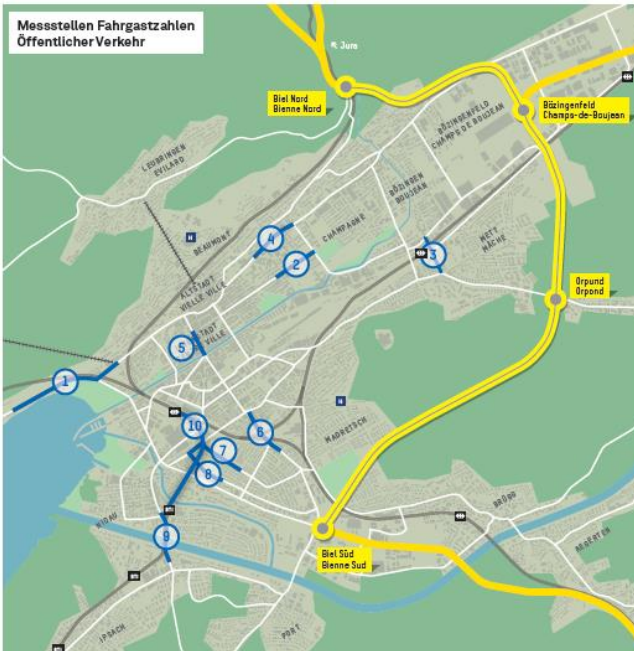 Messstellen Fahrgastzahlen
Öffentlicher Verkehr
Jura
Biel Nord
Bienne Nord
Bözingenfeld
Champs-de-Boujean
BÖZINGENFELD
CHAMPS-DE-BOUJEAN
LEUBRINGEN
EVILARD
BÖZINGEN
BOUJEAN
H
BEAUMONT
CHAMPAGNE
4
2
3
METT
MÂCHE
ALTSTADT
VIEILLE VILLE
Orpund
Orpond
5
1
H
10
6
7
MADRETSCH
8
NIDAU
9
BRÜGG
AEGERTEN
Biel Süd
Bienne Sud
IPSACH
PORT